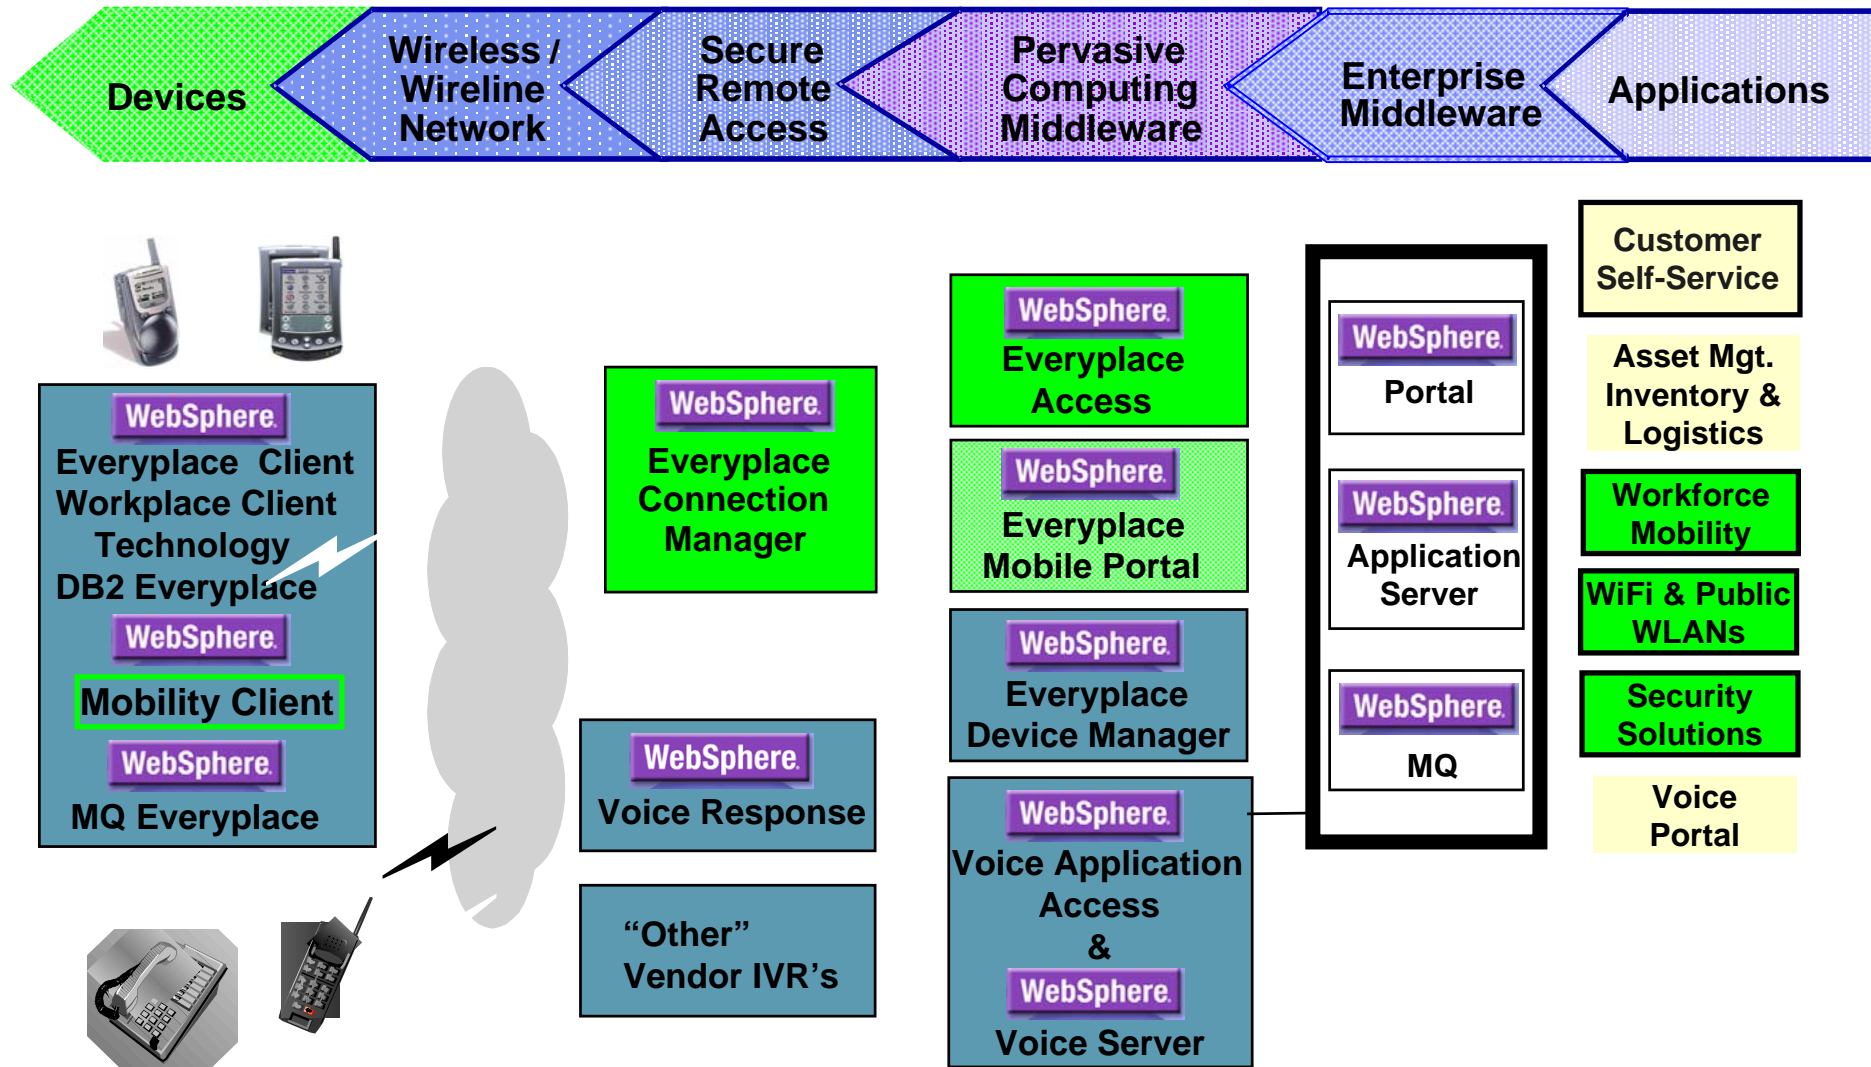 Devices
Wireless /
Wireline
Network
Secure
Remote
Access
Pervasive
Computing
Middleware
Enterprise
Middleware
Applications
WebSphere.
Everyplace Client
Workplace Client
Technology
DB2 Everyplace
WebSphere.
Mobility Client
WebSphere.
MQ Everyplace
WebSphere.
Everyplace
Connection
Manager
WebSphere.
Voice Response
“Other”
Vendor IVR’s
WebSphere.
Everyplace
Access
WebSphere.
Everyplace
Mobile Portal
WebSphere.
Everyplace
Device Manager
WebSphere.
Voice Application
Access
&
WebSphere.
Voice Server
WebSphere.
Portal
WebSphere.
Application
Server
WebSphere.
MQ
Customer
Self-Service
Asset Mgt.
Inventory &
Logistics
Workforce
Mobility
WiFi & Public
WLANs
Security
Solutions
Voice
Portal